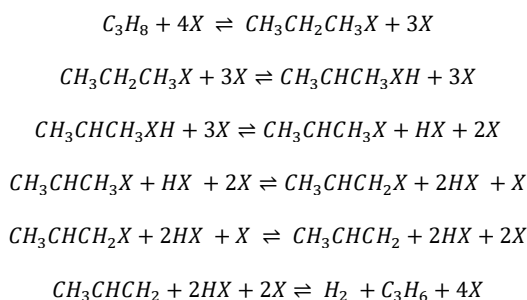 C₃H₈ + 4X ⇌ CH₃CH₂CH₃X + 3X
CH₃CH₂CH₃X + 3X ⇌ CH₃CHCH₃XH + 3X
CH₃CHCH₃XH + 3X ⇌ CH₃CHCH₃X + HX + 2X
CH₃CHCH₃X + HX + 2X ⇌ CH₃CHCH₂X + 2HX + X
CH₃CHCH₂X + 2HX + X ⇌ CH₃CHCH₂ + 2HX + 2X
CH₃CHCH₂ + 2HX + 2X ⇌ H₂ + C₃H₆ + 4X